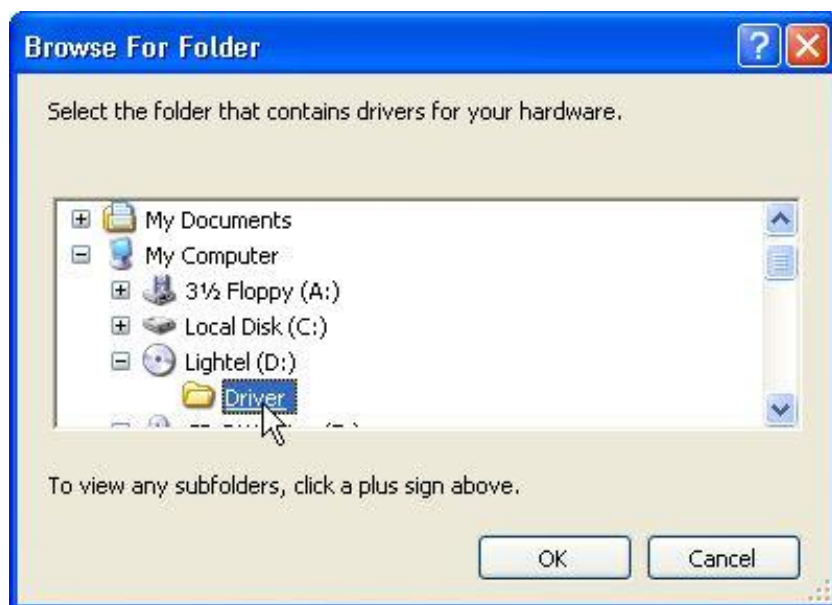 Browse For Folder
Select the folder that contains drivers for your hardware.
My Documents
My Computer
3½ Floppy (A:)
Local Disk (C:)
Lightel (D:)
Driver
To view any subfolders, click a plus sign above.
OK
Cancel